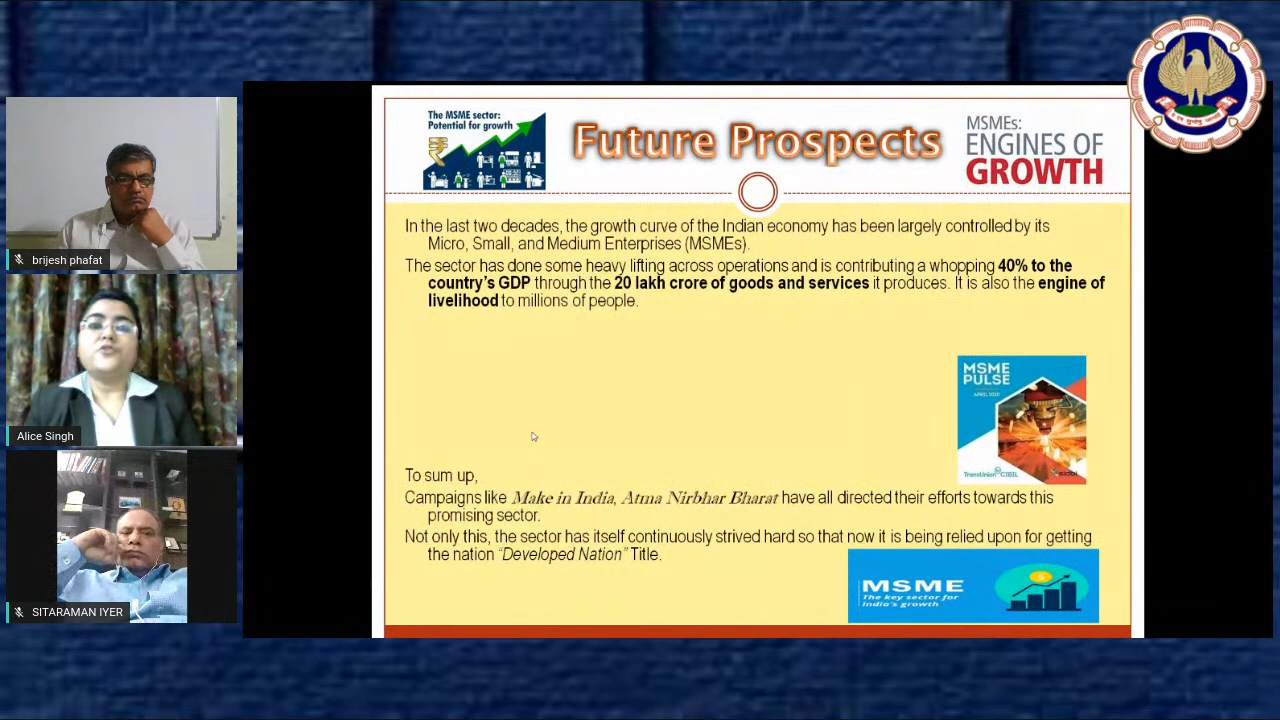 The MSME sector:
Potential for growth
Future Prospects
MSMEs:
ENGINES OF
GROWTH
In the last two decades, the growth curve of the Indian economy has been largely controlled by its
Micro, Small, and Medium Enterprises (MSMEs).
The sector has done some heavy lifting across operations and is contributing a whopping 40% to the
country's GDP through the 20 lakh crore of goods and services it produces. It is also the engine of
livelihood to millions of people.
MSME
PULSE
TransUnion CIBIL
sidbi
To sum up,
Campaigns like Make in India, Atma Nirbhar Bharat have all directed their efforts towards this
promising sector.
Not only this, the sector has itself continuously strived hard so that now it is being relied upon for getting
the nation "Developed Nation" Title.
MSME
The key sector for
India's growth
brijesh phafat
Alice Singh
SITARAMAN IYER